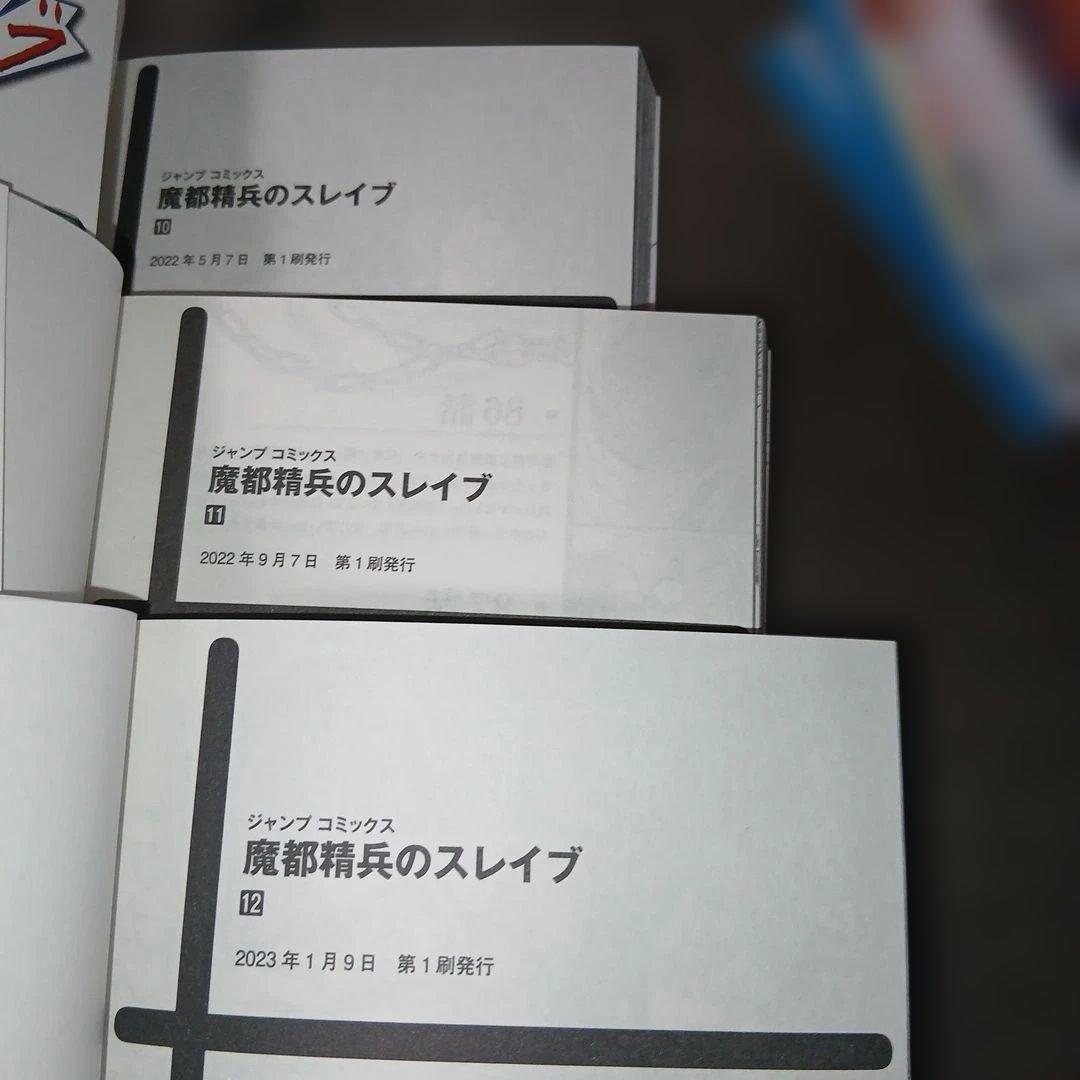 ブ
ジャンプ コミックス
魔都精兵のスレイブ
10
2022年5月7日　第1刷発行
86話
ジャンプ コミックス
魔都精兵のスレイブ
11
2022年9月7日　第1刷発行
ジャンプ コミックス
魔都精兵のスレイブ
12
2023年1月9日　第1刷発行